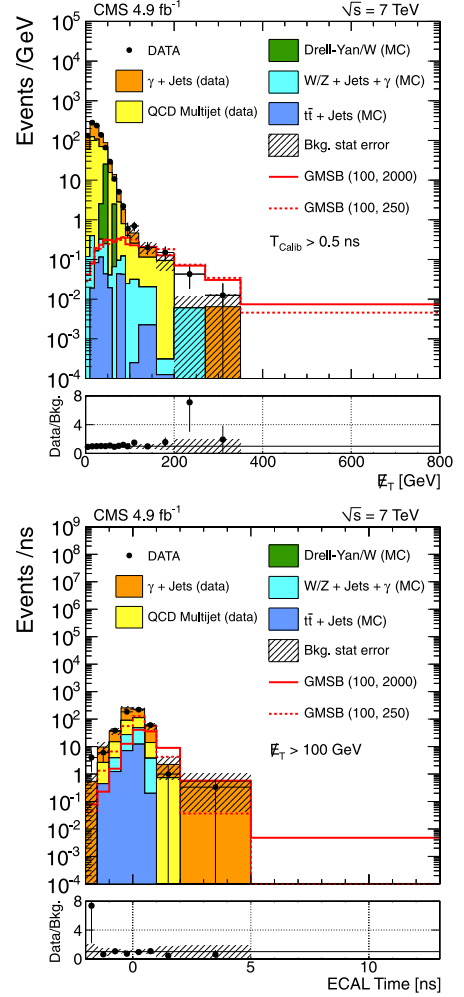 CMS 4.9 fb⁻¹ √s = 7 TeV
Events /GeV
10⁵
10⁴
10³
10²
10
1
10⁻¹
10⁻²
10⁻³
10⁻⁴
DATA
γ + Jets (data)
QCD Multijet (data)
Drell-Yan/W (MC)
W/Z + Jets + γ (MC)
tt̄ + Jets (MC)
Bkg. stat error
GMSB (100, 2000)
GMSB (100, 250)
T_Calib > 0.5 ns
Data/Bkg.
8
4
0
0 200 400 600 800
E̸_T [GeV]
CMS 4.9 fb⁻¹ √s = 7 TeV
Events /ns
10⁹
10⁸
10⁷
10⁶
10⁵
10⁴
10³
10²
10
1
10⁻¹
10⁻²
10⁻³
10⁻⁴
DATA
γ + Jets (data)
QCD Multijet (data)
Drell-Yan/W (MC)
W/Z + Jets + γ (MC)
tt̄ + Jets (MC)
Bkg. stat error
GMSB (100, 2000)
GMSB (100, 250)
E̸_T > 100 GeV
Data/Bkg.
8
4
0
0 5 10
ECAL Time [ns]